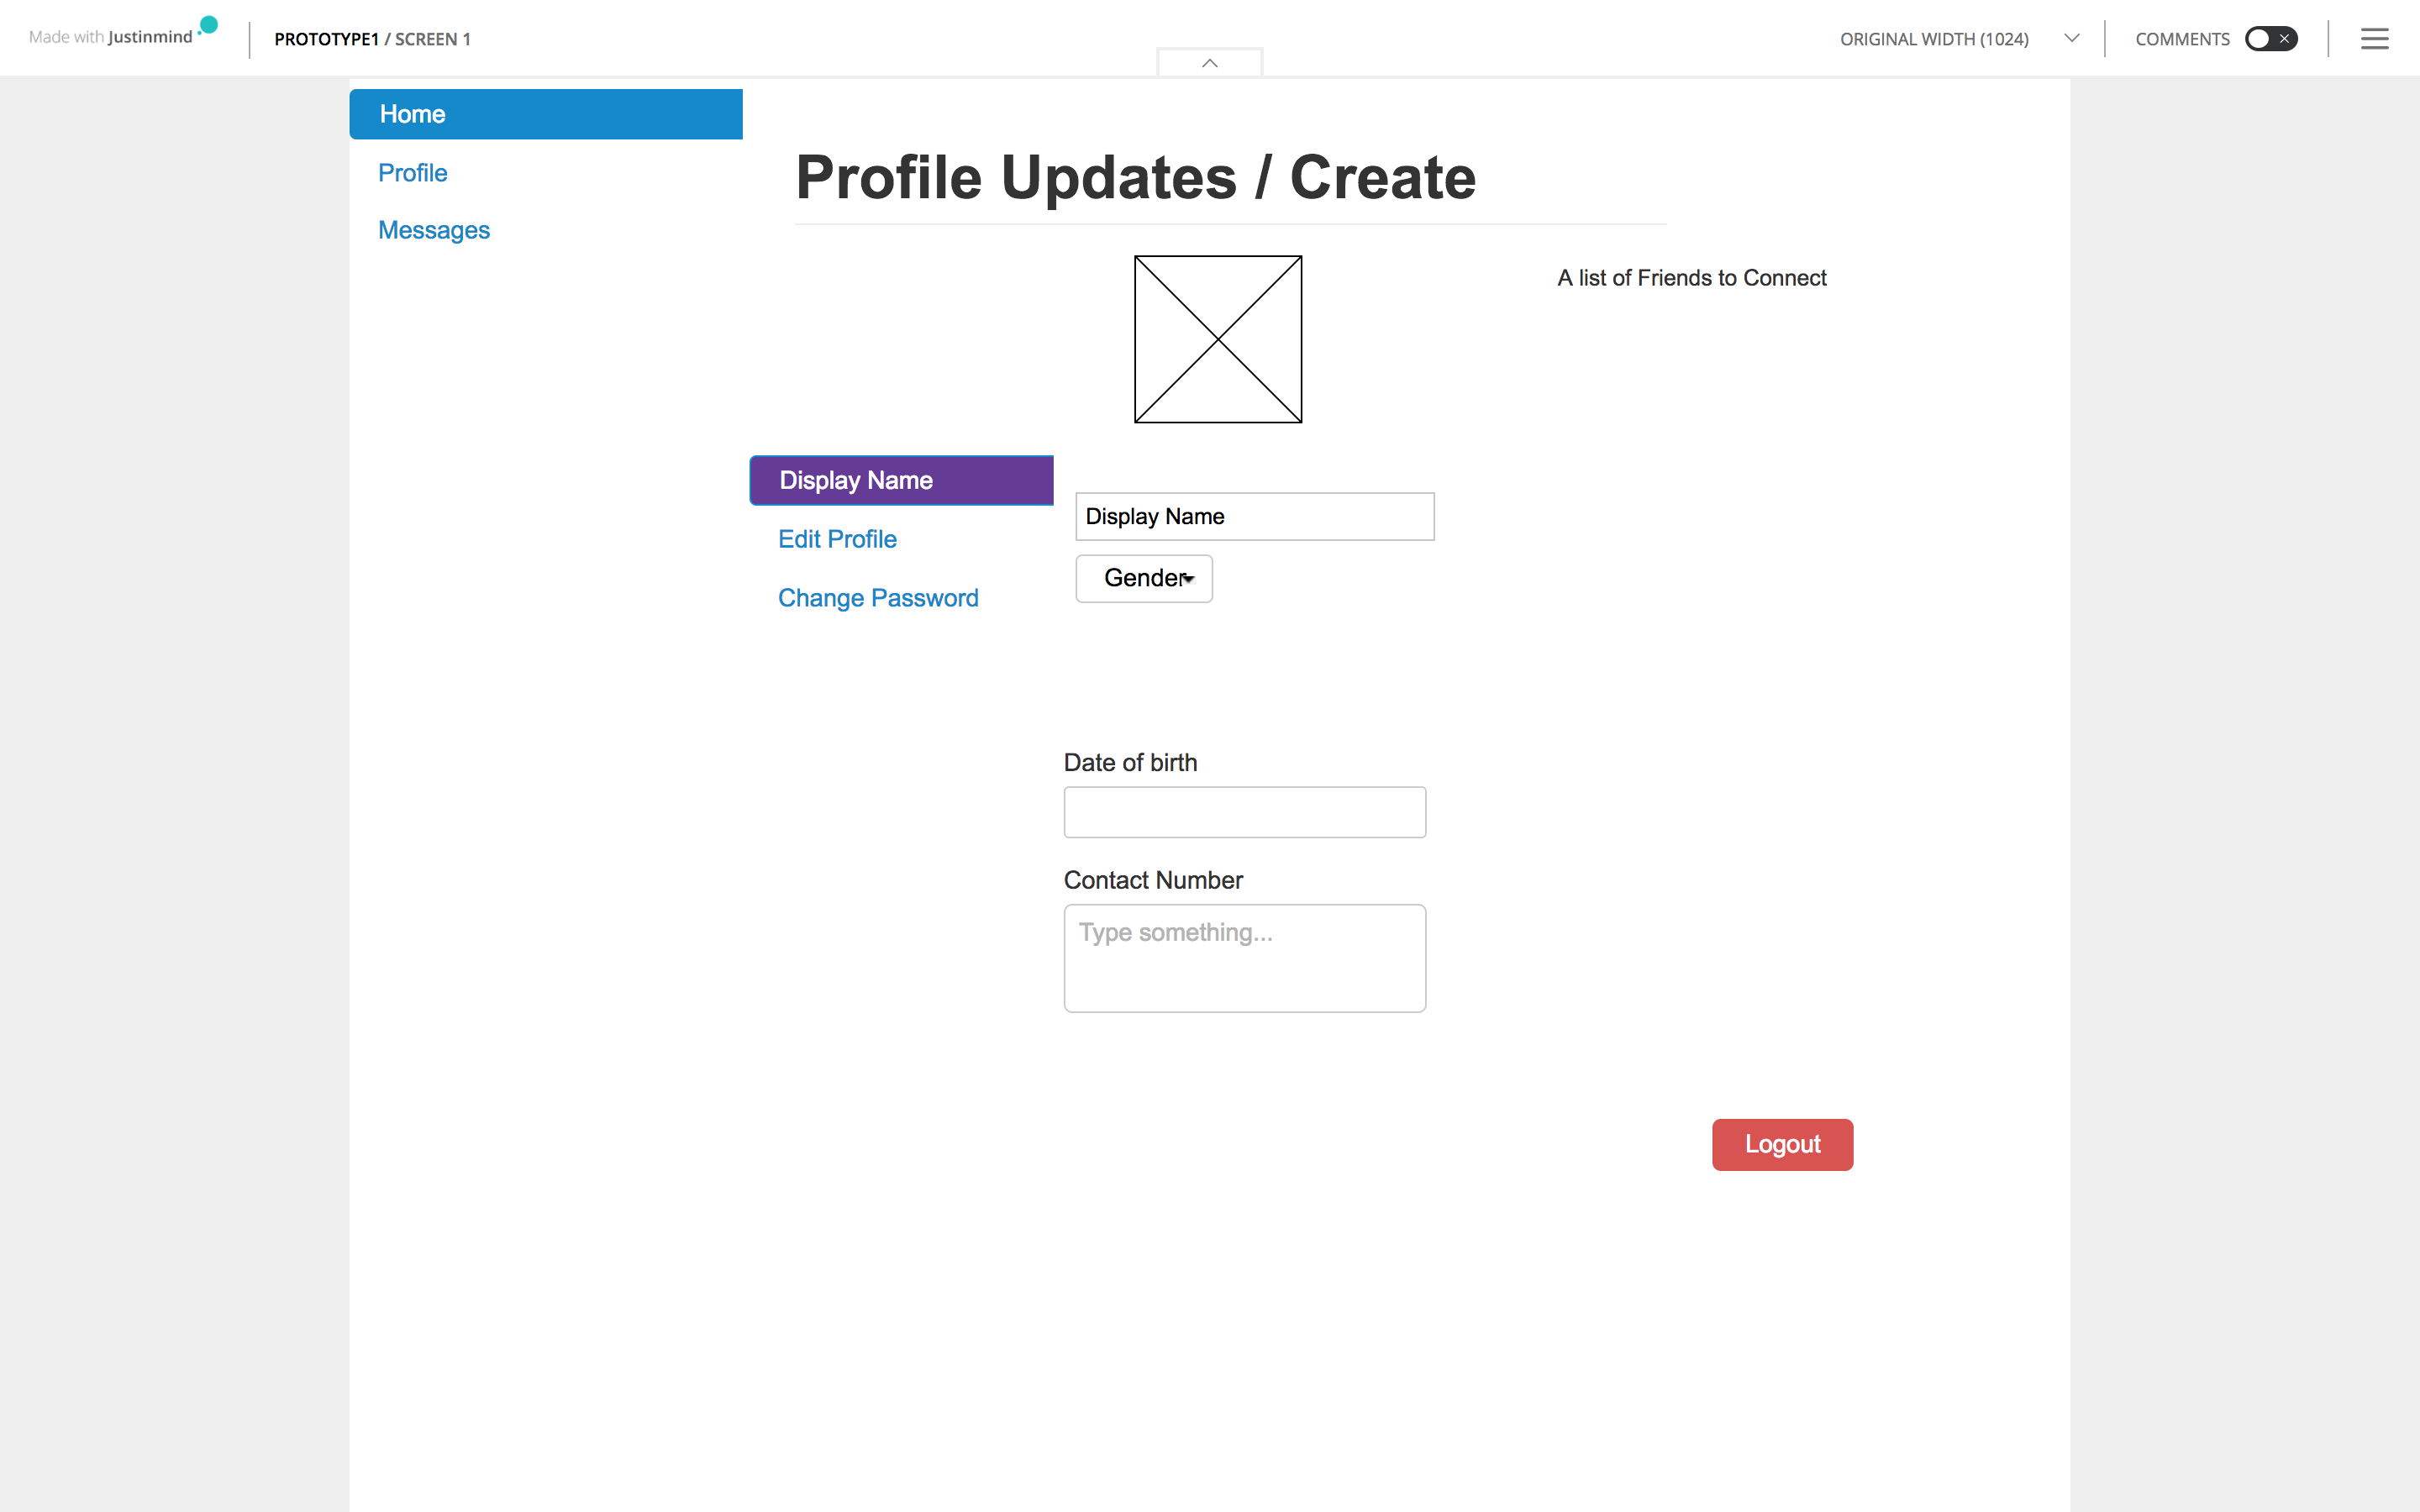 Made with Justinmind
PROTOTYPE1 / SCREEN 1
ORIGINAL WIDTH (1024)
COMMENTS
Home
Profile
Messages
Profile Updates / Create
A list of Friends to Connect
Display Name
Edit Profile
Change Password
Display Name
Gender
Date of birth
Contact Number
Type something...
Logout